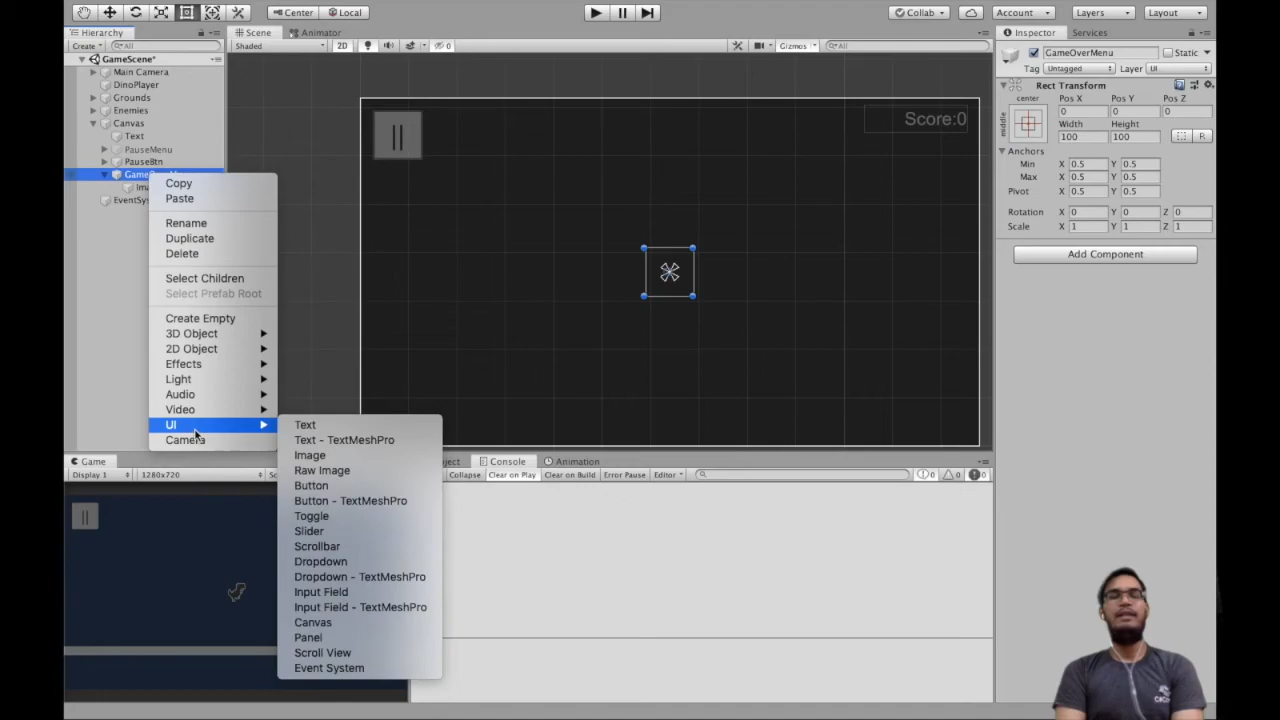 Center
Local
Collab
Account
Layers
Layout
Hierarchy
Scene
Animator
Inspector
Services
Create
All
Shaded
2D
0
Gizmos
All
GameOverMenu
Static
Tag
Untagged
Layer
UI
GameScene*
Main Camera
DinoPlayer
Grounds
Enemies
Canvas
Text
PauseMenu
PauseBtn
EventSys
Score:0
Rect Transform
center
middle
Pos X
Pos Y
Pos Z
0
0
0
Width
Height
100
100
R
Anchors
Min
X 0.5
Y 0.5
Max
X 0.5
Y 0.5
Pivot
X 0.5
Y 0.5
Rotation
X 0
Y 0
Z 0
Scale
X 1
Y 1
Z 1
Add Component
Copy
Paste
Rename
Duplicate
Delete
Select Children
Select Prefab Root
Create Empty
3D Object
2D Object
Effects
Light
Audio
Video
UI
Camera
Text
Text - TextMeshPro
Image
Raw Image
Button
Button - TextMeshPro
Toggle
Slider
Scrollbar
Dropdown
Dropdown - TextMeshPro
Input Field
Input Field - TextMeshPro
Canvas
Panel
Scroll View
Event System
Game
Display 1
1280x720
Console
Animation
Collapse
Clear on Play
Clear on Build
Error Pause
Editor
0
0
0